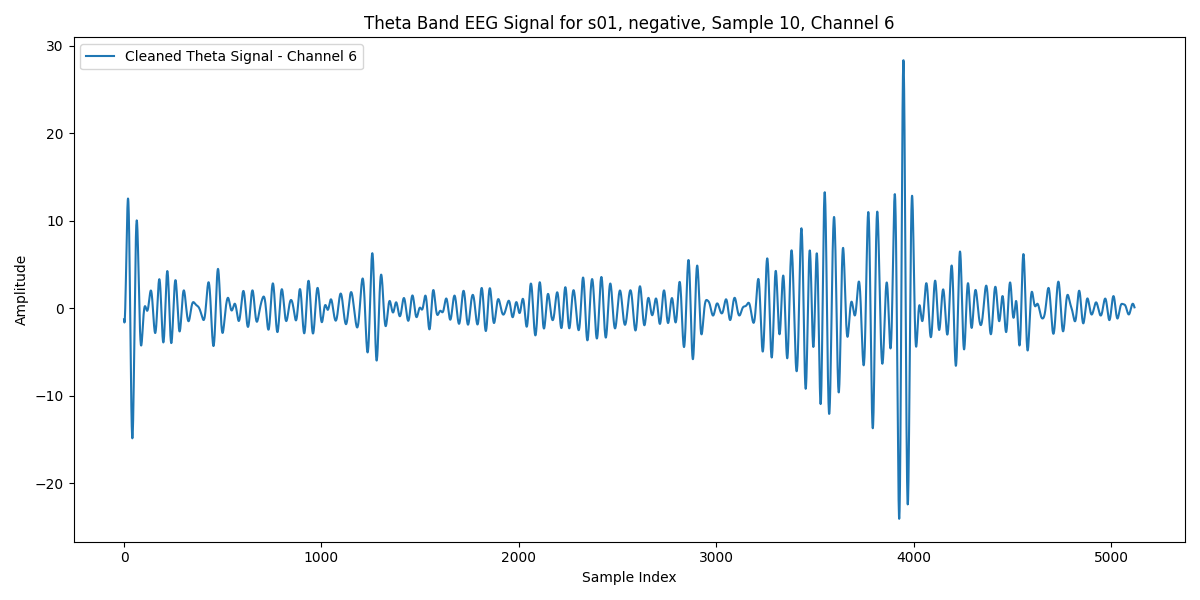 Theta Band EEG Signal for s01, negative, Sample 10, Channel 6
Cleaned Theta Signal - Channel 6
Amplitude
30
20
10
0
−10
−20
0 1000 2000 3000 4000 5000
Sample Index